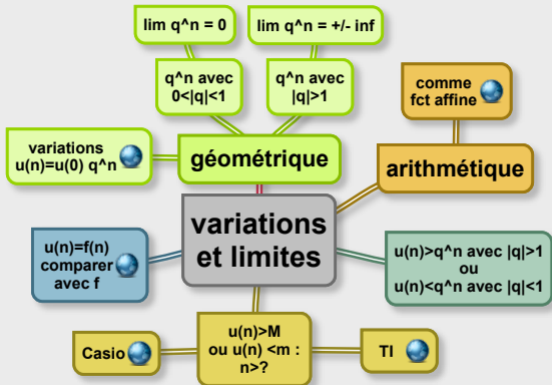 lim q^n = 0
lim q^n = +/- inf
q^n avec
0<|q|<1
q^n avec
|q|>1
comme
fct affine
variations
u(n)=u(0) q^n
géométrique
arithmétique
variations
et limites
u(n)=f(n)
comparer
avec f
u(n)>q^n avec |q|>1
ou
u(n)<q^n avec |q|<1
Casio
u(n)>M
ou u(n) <m :
n>?
TI